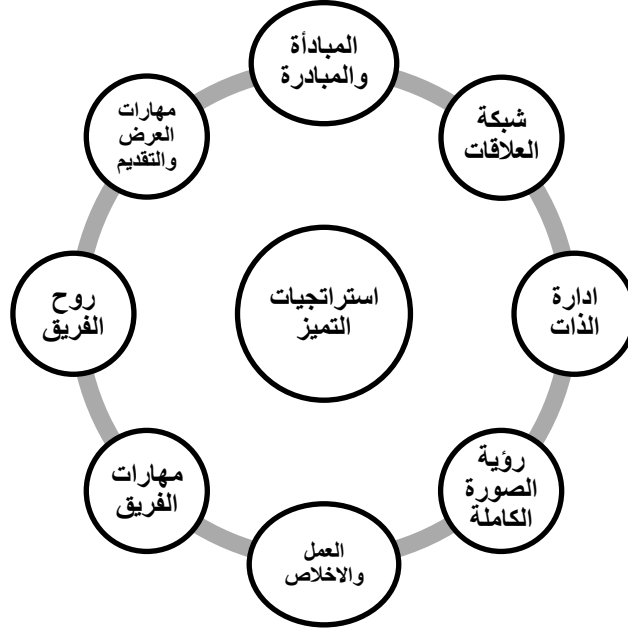 المبادأة
والمبادرة
شبكة
العلاقات
ادارة
الذات
رؤية
الصورة
الكاملة
العمل
والاخلاص
مهارات
الفريق
روح
الفريق
مهارات
العرض
والتقديم
استراتجيات
التميز